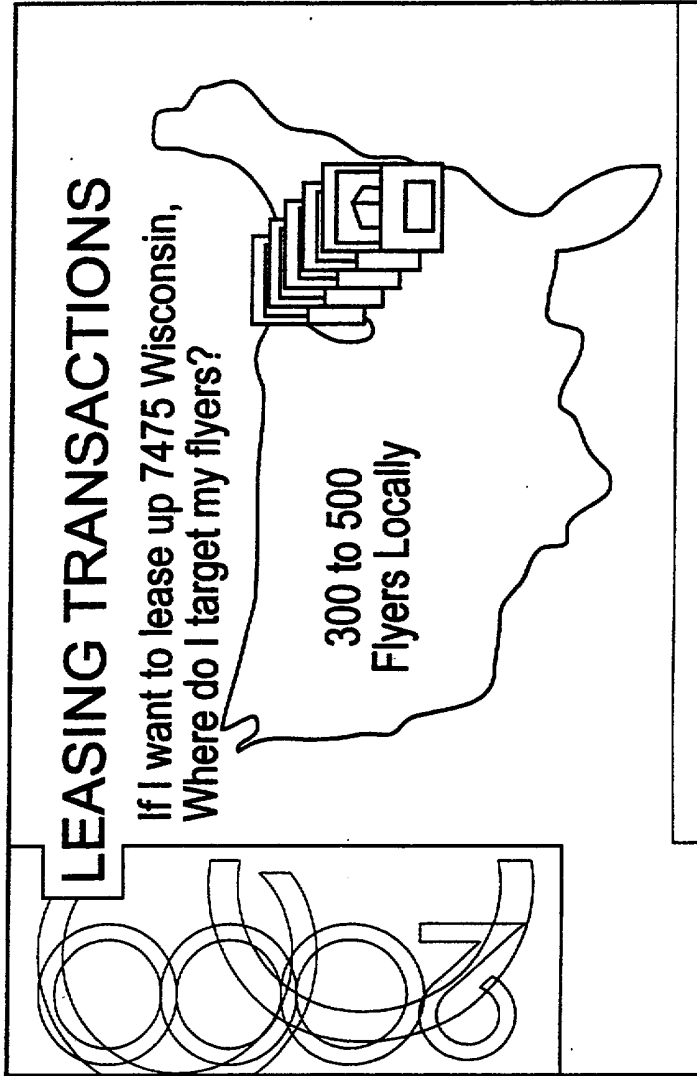 LEASING TRANSACTIONS
If I want to lease up 7475 Wisconsin,
Where do I target my flyers?
300 to 500
Flyers Locally